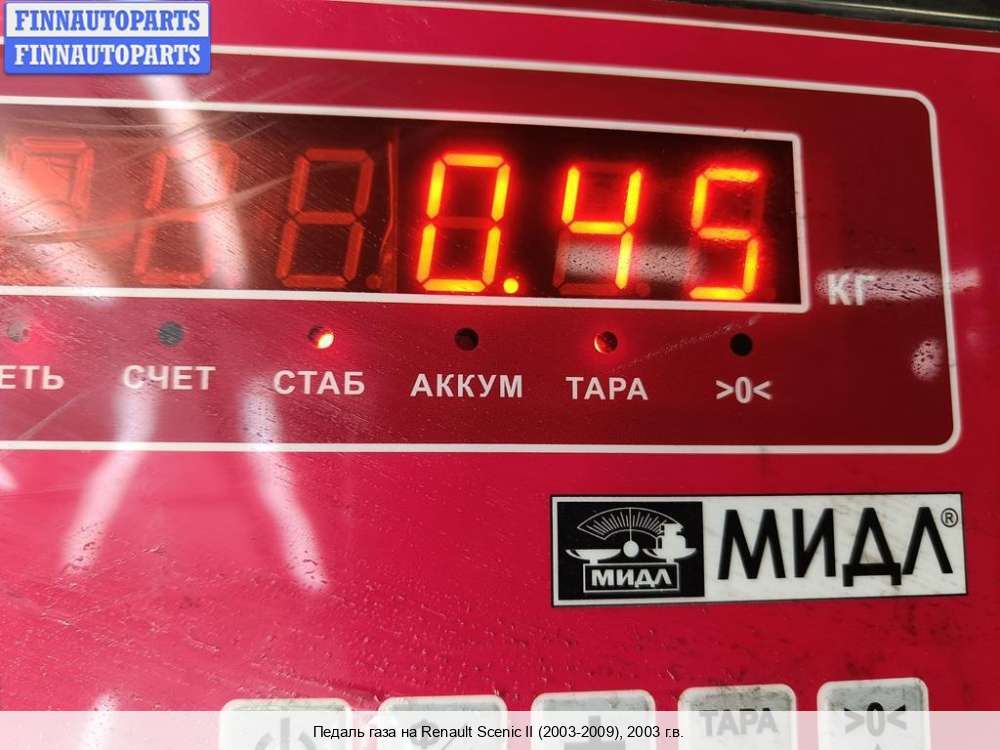 FINNAUTOPARTS
FINNAUTOPARTS
0.45
КГ
ЕТЬ СЧЕТ СТАБ АККУМ ТАРА >0<
МИДЛ МИДЛ®
ТАРА >0<
Педаль газа на Renault Scenic II (2003-2009), 2003 г.в.